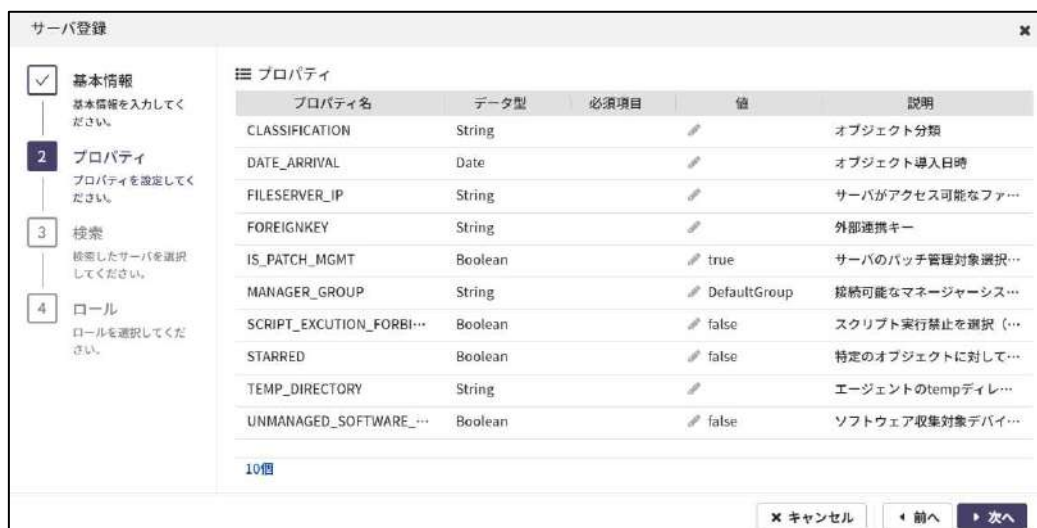 サーバ登録
基本情報
基本情報を入力してく
ださい。
2
プロパティ
プロパティを設定してく
ださい。
3
検索
検索したサーバを選択
してください。
4
ロール
ロールを選択してくだ
さい。
プロパティ
プロパティ名 データ型 必須項目 値 説明
CLASSIFICATION String オブジェクト分類
DATE_ARRIVAL Date オブジェクト導入日時
FILESERVER_IP String サーバがアクセス可能なファ…
FOREIGNKEY String 外部連携キー
IS_PATCH_MGMT Boolean true サーバのパッチ管理対象選択…
MANAGER_GROUP String DefaultGroup 接続可能なマネージャーシス…
SCRIPT_EXCUTION_FORBI… Boolean false スクリプト実行禁止を選択（…
STARRED Boolean false 特定のオブジェクトに対して…
TEMP_DIRECTORY String エージェントのtempディレ…
UNMANAGED_SOFTWARE_… Boolean false ソフトウェア収集対象デバイ…
10個
キャンセル 前へ 次へ